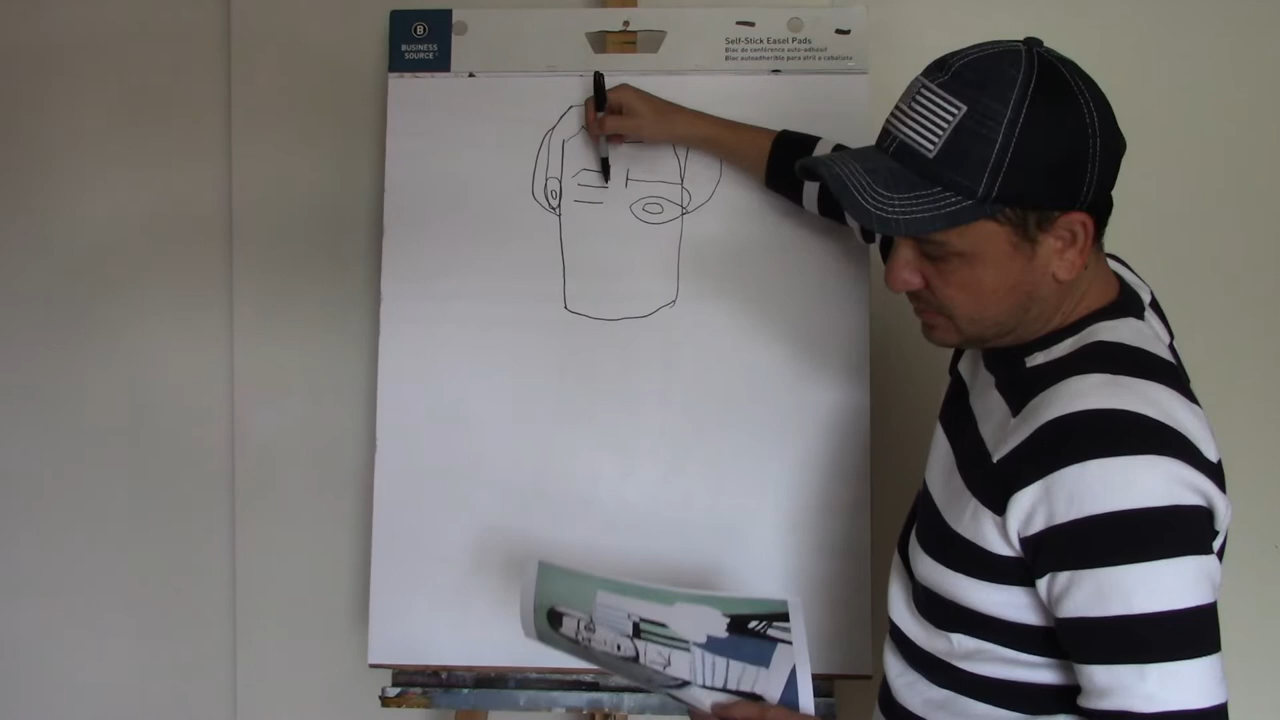 B
BUSINESS
SOURCE
Self-Stick Easel Pads
Bloc de conférence auto-adhésif
Bloc autoadherible para atril o caballete